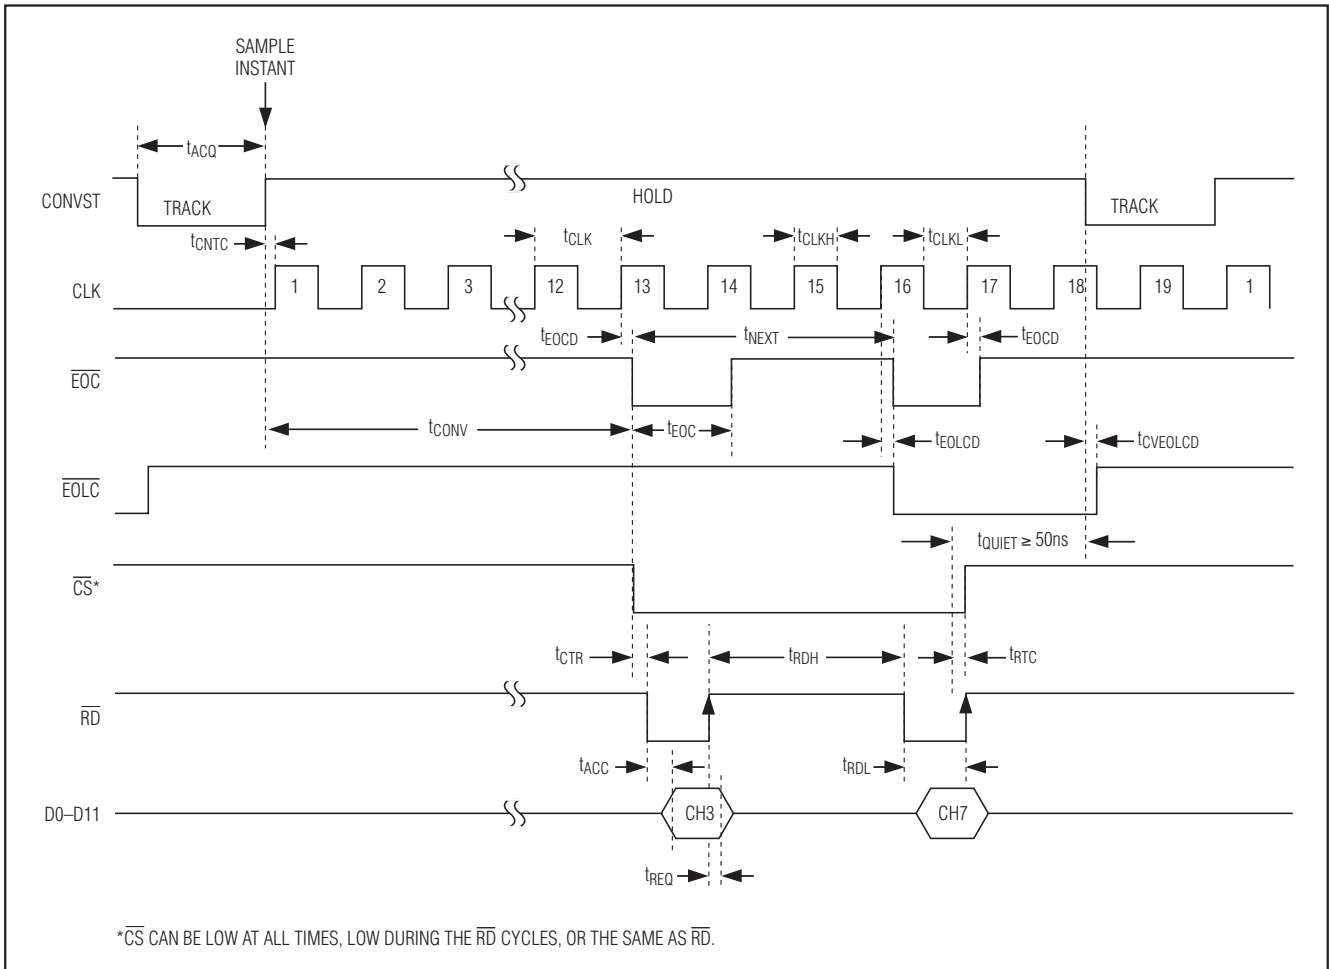 SAMPLE
INSTANT
tACQ
CONVST
TRACK
HOLD
TRACK
tCNTC
tCLK
tCLKH
tCLKL
CLK
1 2 3 12 13 14 15 16 17 18 19 1
tEOCD
tNEXT
tEOCD
EOC
tCONV
tEOC
tEOLCD
tCVEOLCD
EOLC
tQUIET ≥ 50ns
CS*
tCTR
tRDH
tRTC
RD
tACC
tRDL
D0–D11
CH3
CH7
tREQ
*CS CAN BE LOW AT ALL TIMES, LOW DURING THE RD CYCLES, OR THE SAME AS RD.